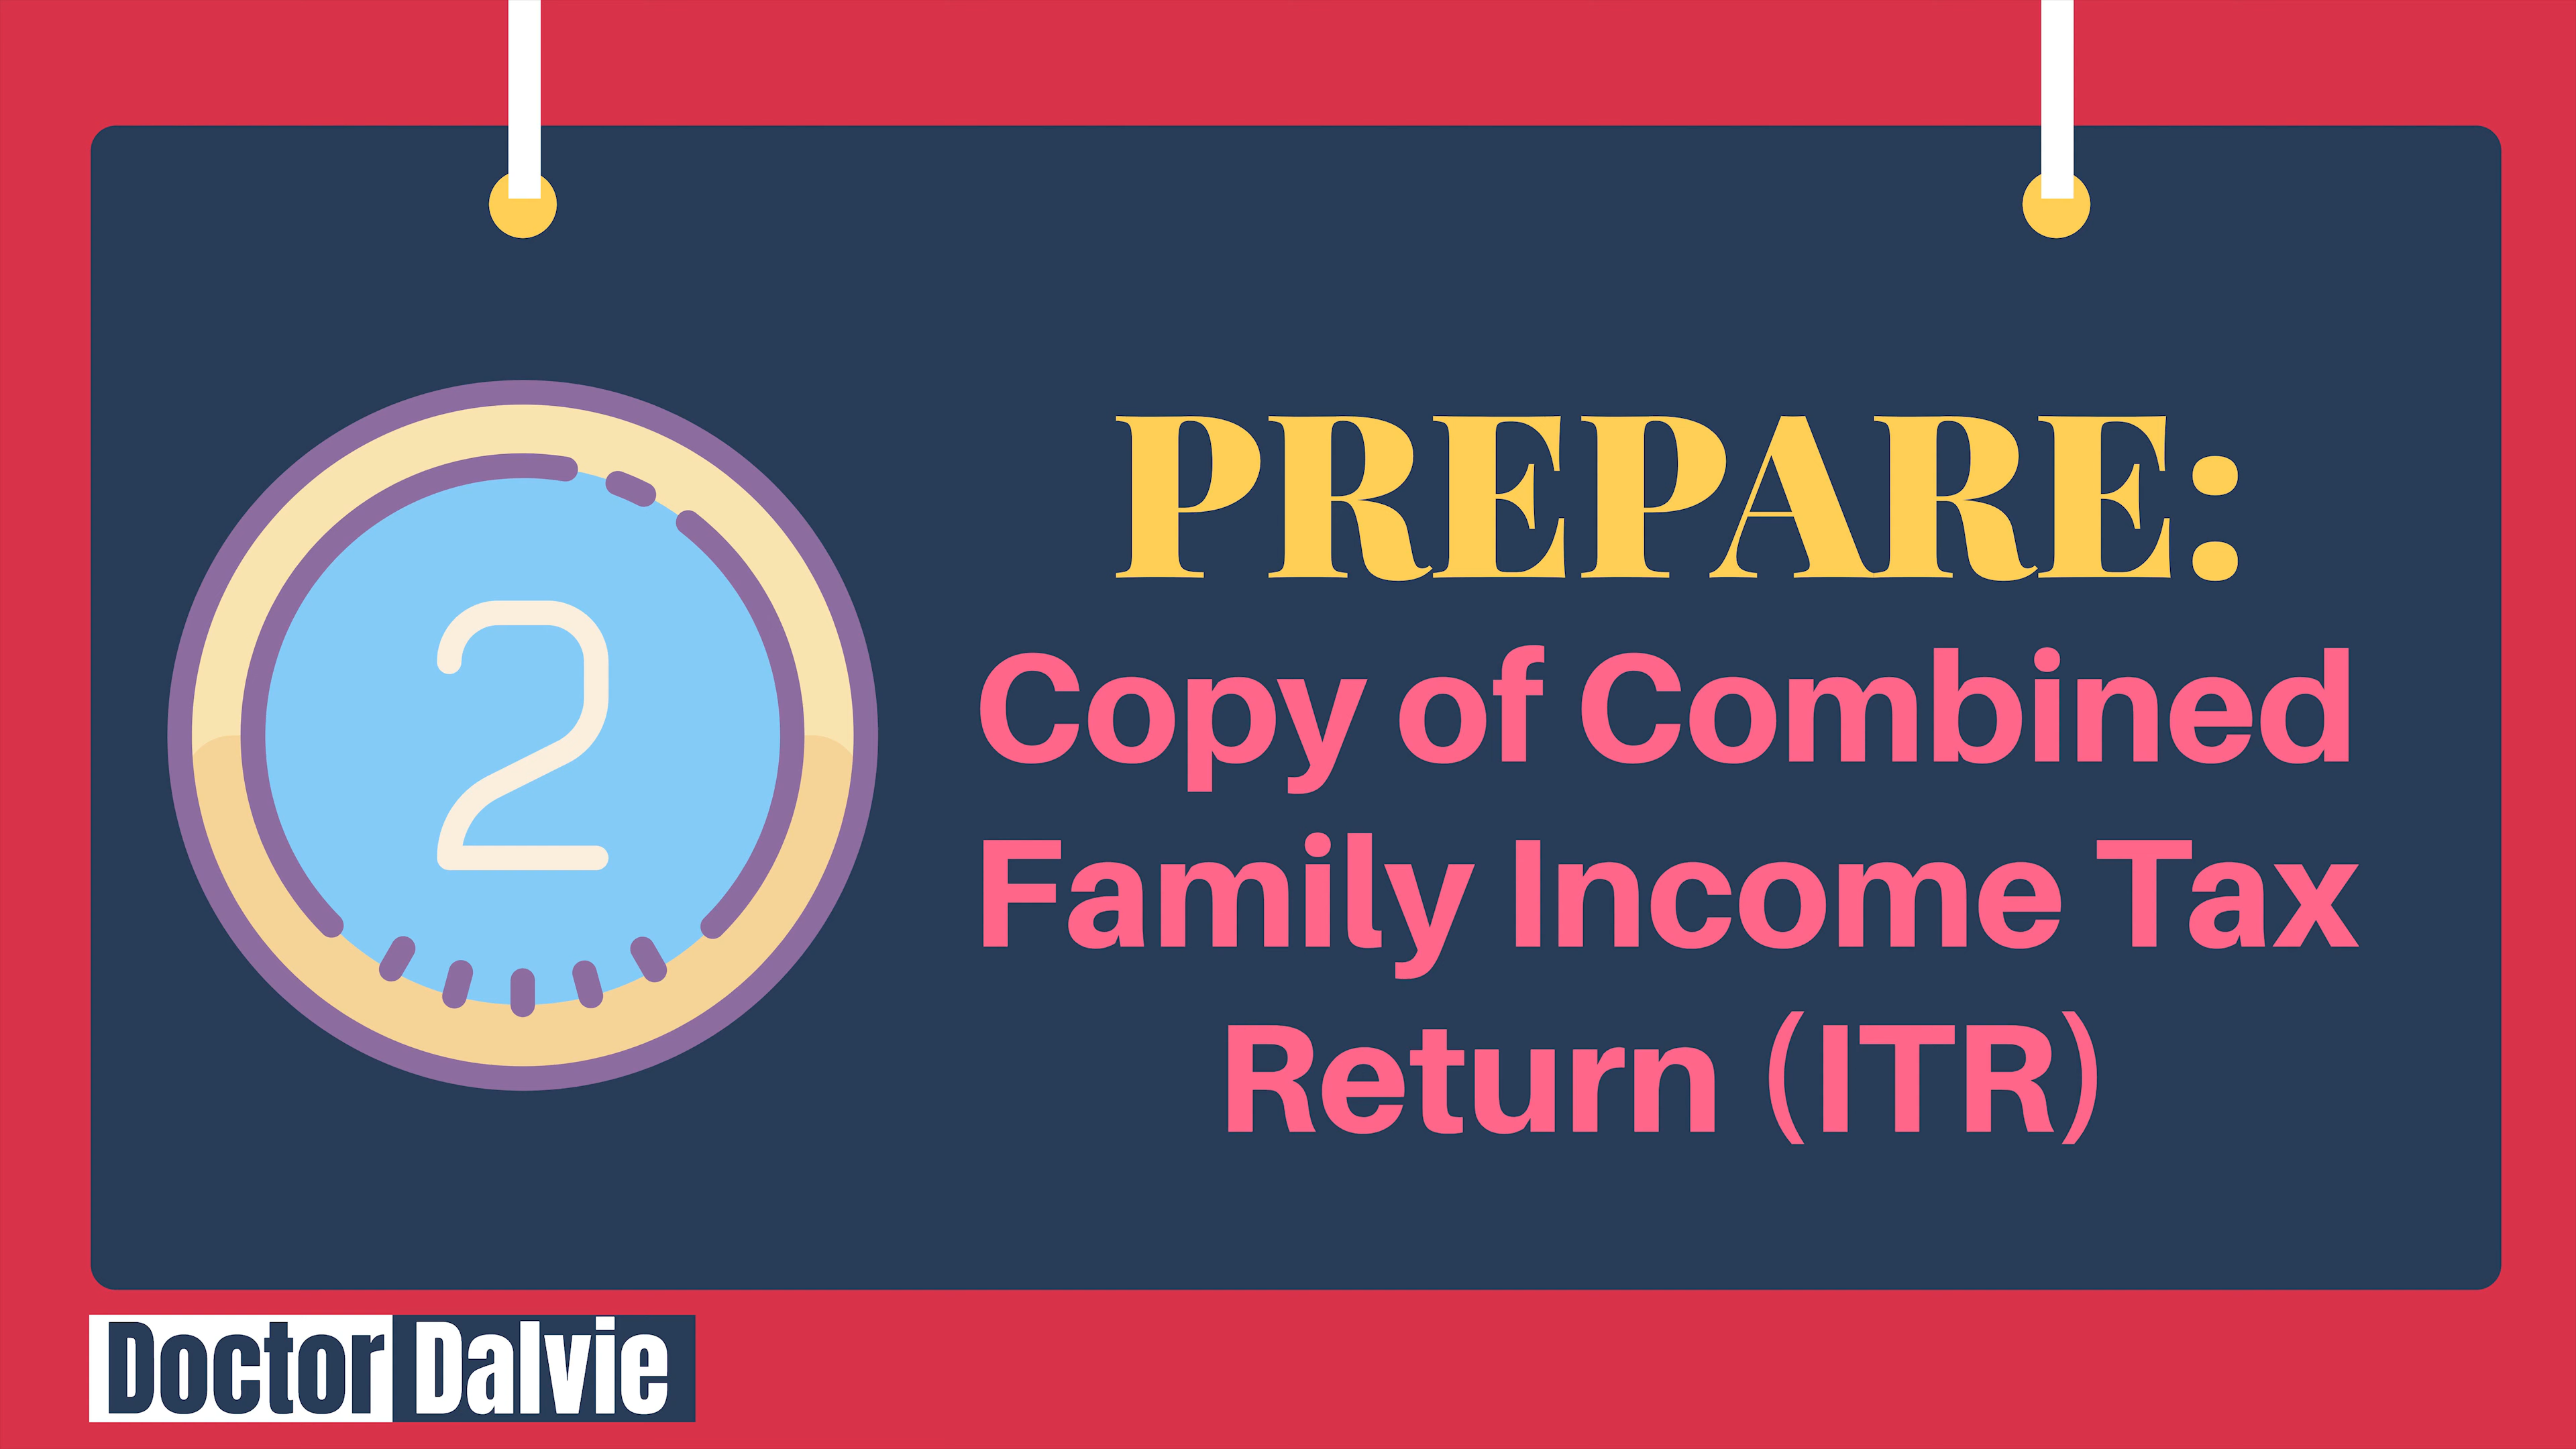 2
PREPARE:
Copy of Combined
Family Income Tax
Return (ITR)
Doctor Dalvie